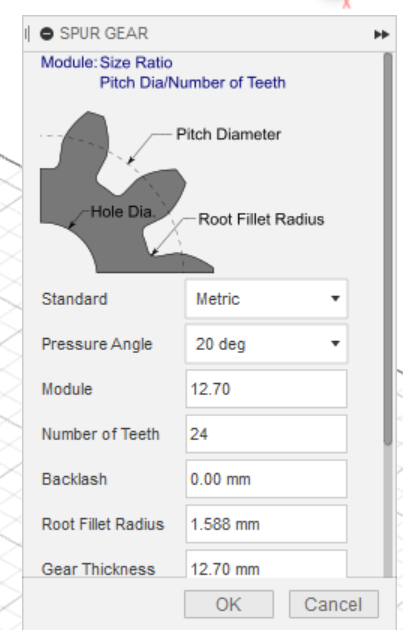 SPUR GEAR
Module: Size Ratio
Pitch Dia/Number of Teeth
Pitch Diameter
Hole Dia.
Root Fillet Radius
Standard Metric
Pressure Angle 20 deg
Module 12.70
Number of Teeth 24
Backlash 0.00 mm
Root Fillet Radius 1.588 mm
Gear Thickness 12.70 mm
OK Cancel